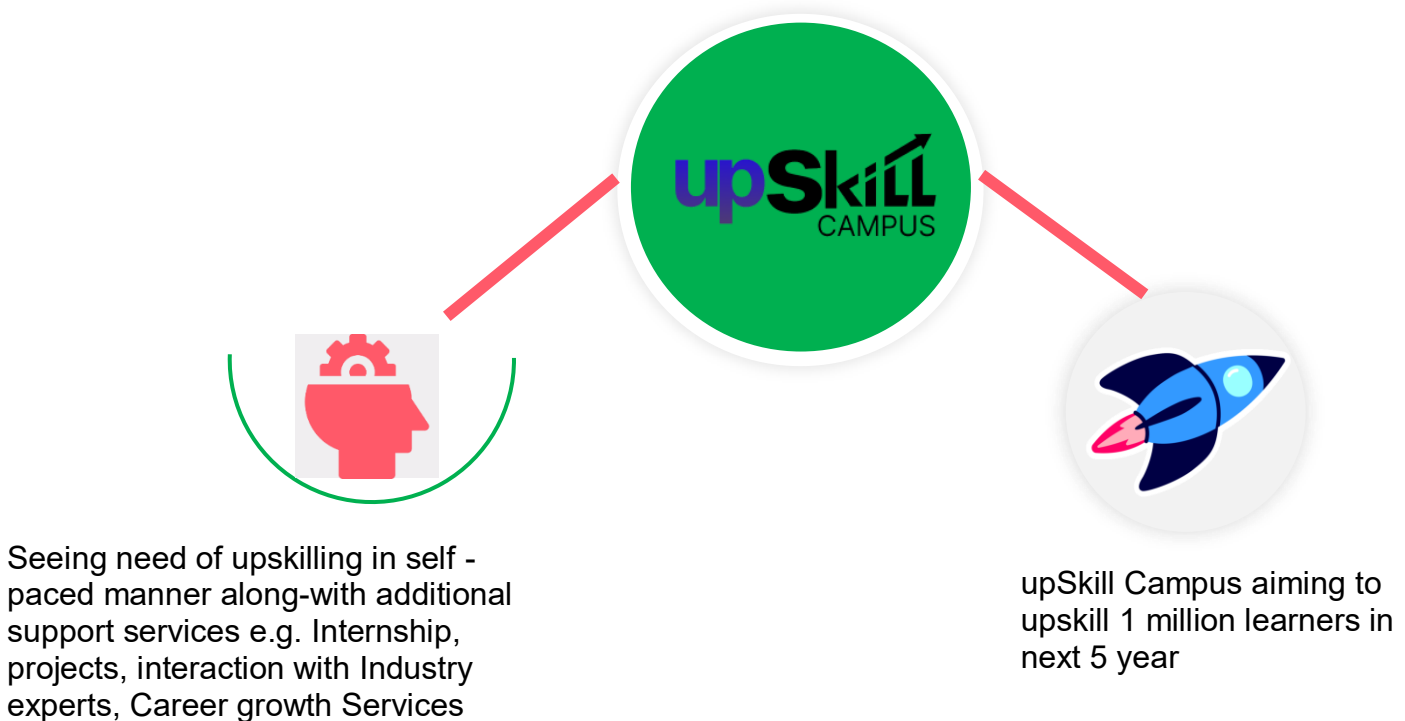 upSkill
CAMPUS
Seeing need of upskilling in self -
paced manner along-with additional
support services e.g. Internship,
projects, interaction with Industry
experts, Career growth Services
upSkill Campus aiming to
upskill 1 million learners in
next 5 year